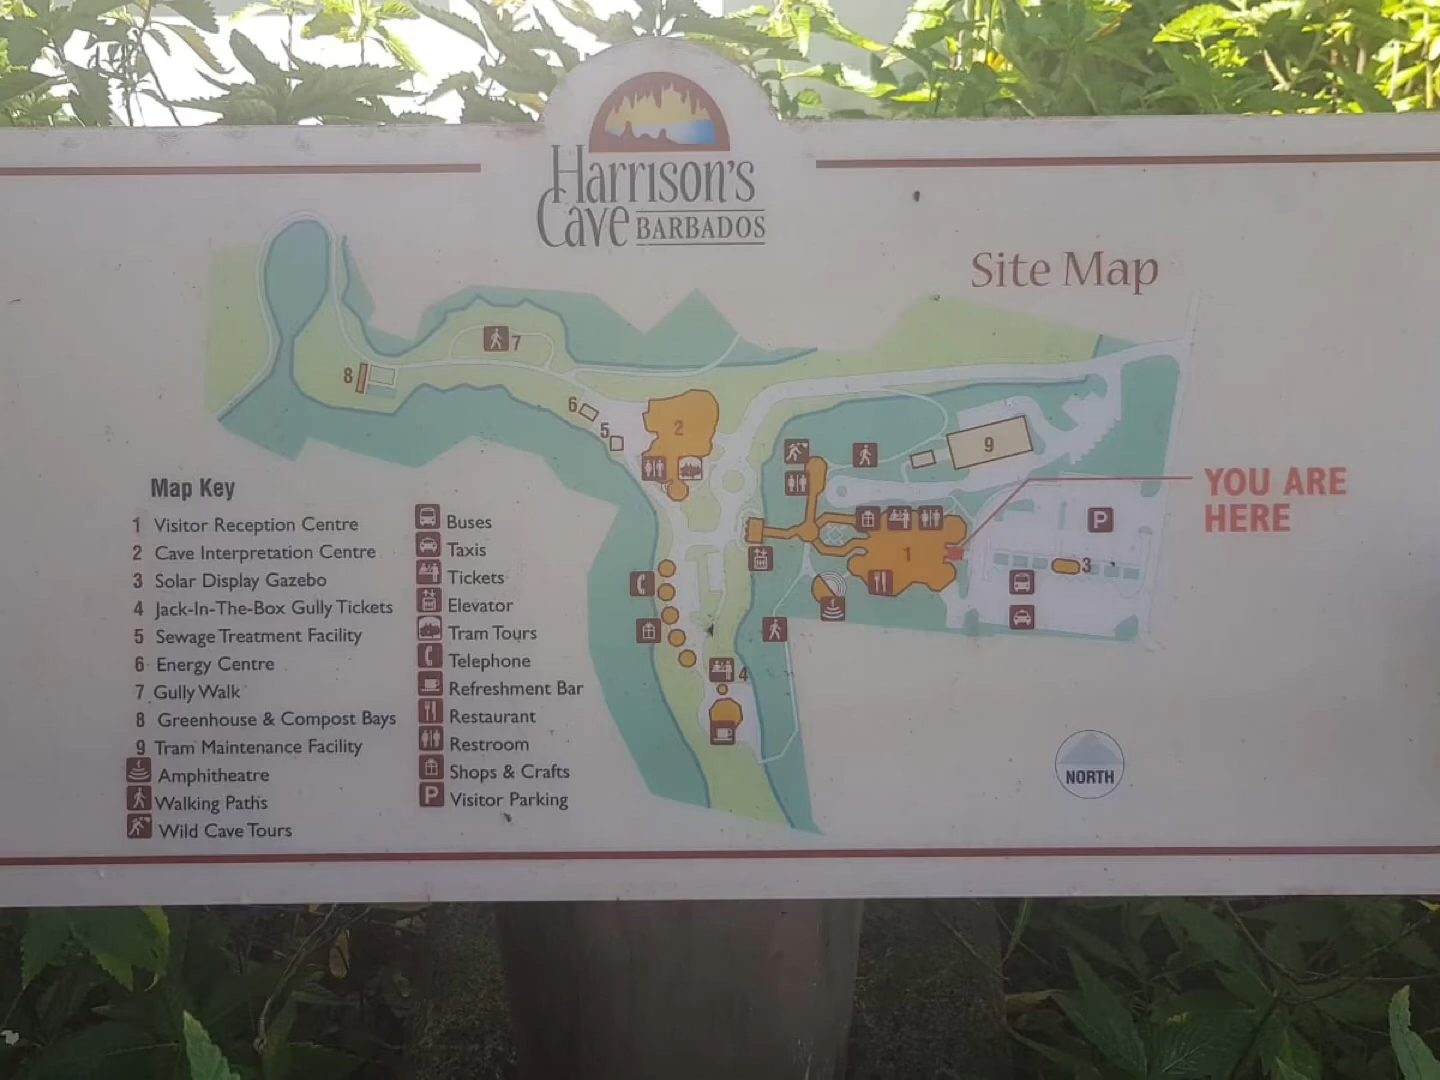 Harrison's
Cave BARBADOS
Site Map
7
8
6
5
2
9
YOU ARE
HERE
P
1
3
4
NORTH
Map Key
1 Visitor Reception Centre
2 Cave Interpretation Centre
3 Solar Display Gazebo
4 Jack-In-The-Box Gully Tickets
5 Sewage Treatment Facility
6 Energy Centre
7 Gully Walk
8 Greenhouse & Compost Bays
9 Tram Maintenance Facility
Amphitheatre
Walking Paths
Wild Cave Tours
Buses
Taxis
Tickets
Elevator
Tram Tours
Telephone
Refreshment Bar
Restaurant
Restroom
Shops & Crafts
P Visitor Parking